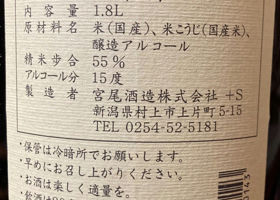 内容量 1.8L
原材料名 米(国産)、米こうじ(国産米)、
醸造アルコール
精米歩合 55%
アルコール分 15度
製造者 宮尾酒造株式会社 +S
新潟県村上市上片町5-15
TEL 0254-52-5181
・保管は冷暗所でお願いします。
・早めにお召し上がりください。
・お酒は楽しく適量を。